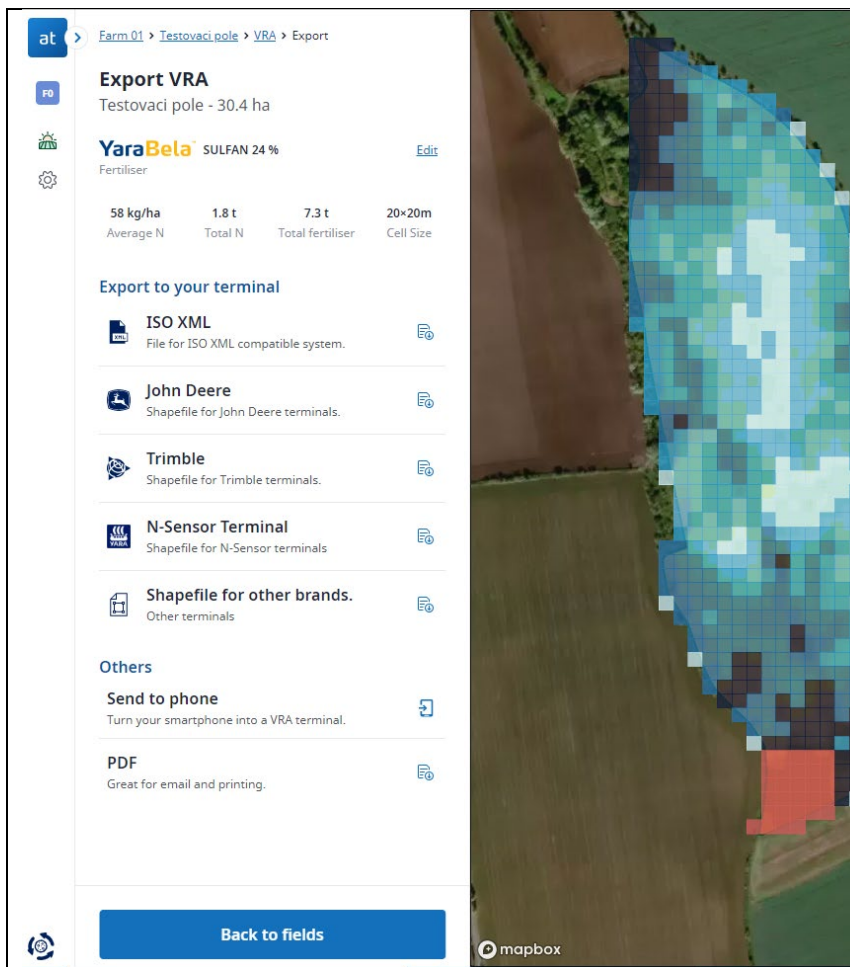 at
Farm 01 > Testovaci pole > VRA > Export
F0
Export VRA
Testovaci pole - 30.4 ha
YaraBela SULFAN 24 %
Edit
Fertiliser
58 kg/ha 1.8 t 7.3 t 20×20m
Average N Total N Total fertiliser Cell Size
Export to your terminal
ISO XML
File for ISO XML compatible system.
XML
John Deere
Shapefile for John Deere terminals.
Trimble
Shapefile for Trimble terminals.
N-Sensor Terminal
Shapefile for N-Sensor terminals
YARA
Shapefile for other brands.
Other terminals
Others
Send to phone
Turn your smartphone into a VRA terminal.
PDF
Great for email and printing.
Back to fields
mapbox